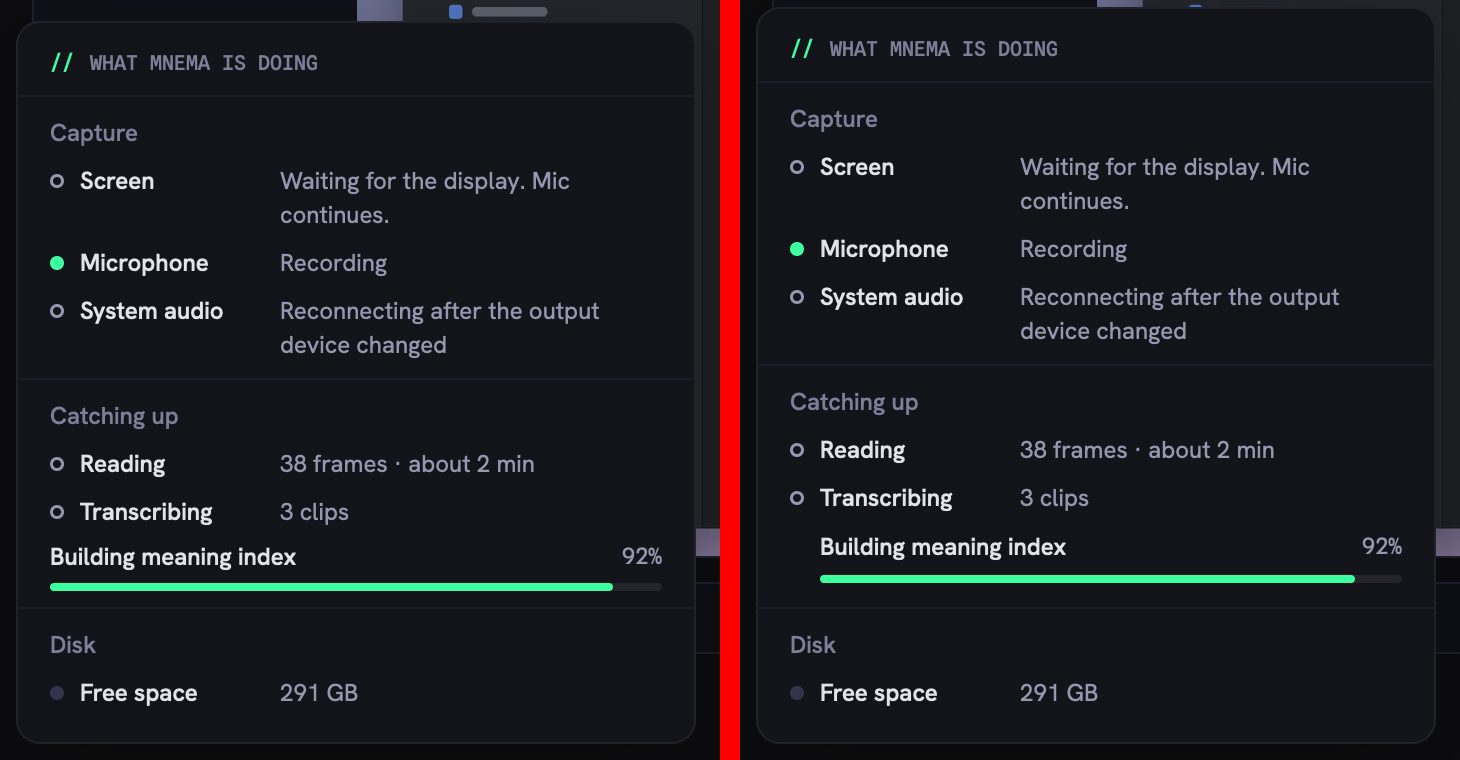 // WHAT MNEMA IS DOING
Capture
Screen Waiting for the display. Mic
continues.
Microphone Recording
System audio Reconnecting after the output
device changed
Catching up
Reading 38 frames · about 2 min
Transcribing 3 clips
Building meaning index 92%
Disk
Free space 291 GB
// WHAT MNEMA IS DOING
Capture
Screen Waiting for the display. Mic
continues.
Microphone Recording
System audio Reconnecting after the output
device changed
Catching up
Reading 38 frames · about 2 min
Transcribing 3 clips
Building meaning index 92%
Disk
Free space 291 GB